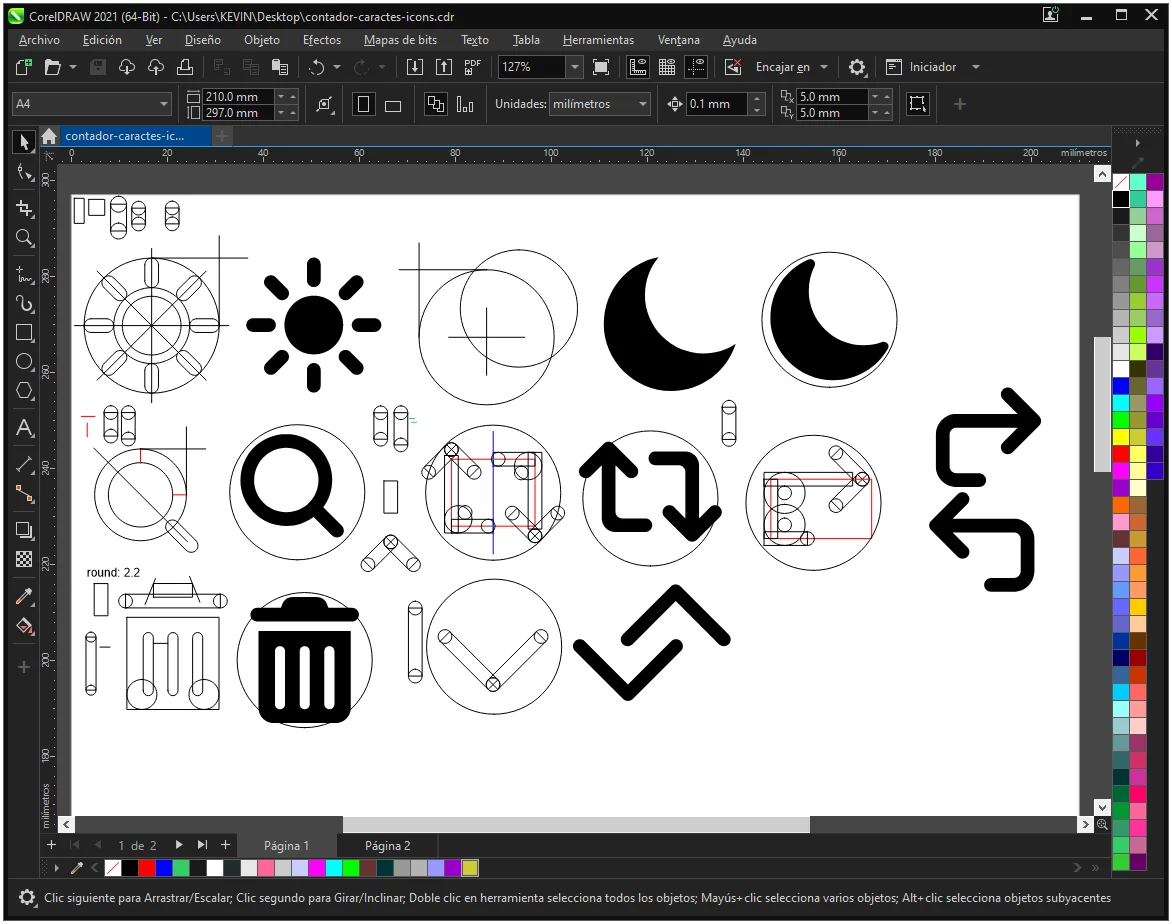 CorelDRAW 2021 (64-Bit) - C:\Users\KEVIN\Desktop\contador-caractes-icons.cdr
Archivo Edición Ver Diseño Objeto Efectos Mapas de bits Texto Tabla Herramientas Ventana Ayuda
PDF 127% Encajar en Iniciador
A4 210.0 mm 297.0 mm Unidades: milímetros 0.1 mm 5.0 mm 5.0 mm
contador-caractes-ic...
0 20 40 60 80 100 120 140 160 180 200 milímetros
300
280
260
240
220
200
180
milímetros
round: 2.2
1 de 2 Página 1 Página 2
Clic siguiente para Arrastrar/Escalar; Clic segundo para Girar/Inclinar; Doble clic en herramienta selecciona todos los objetos; Mayús+clic selecciona varios objetos; Alt+clic selecciona objetos subyacentes